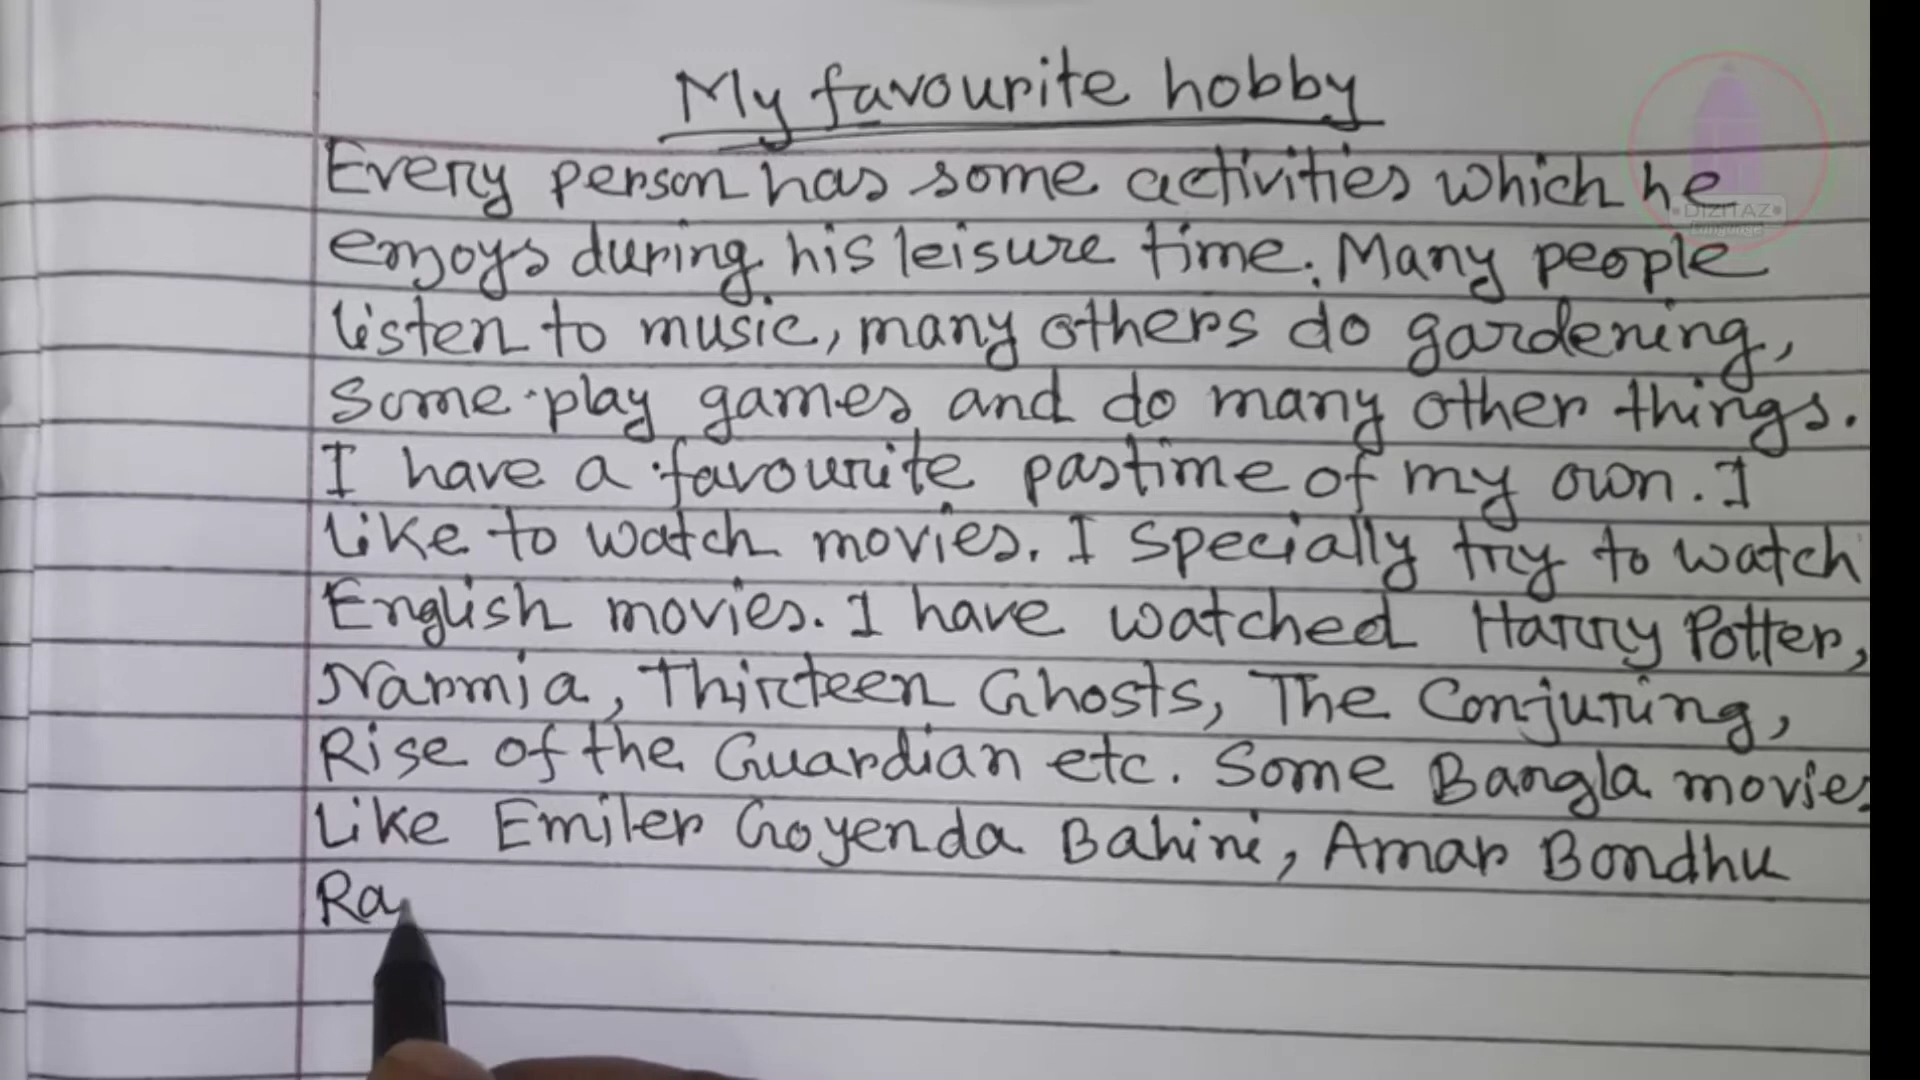 My favourite hobby
Every person has some activities which he
enjoys during his leisure time. Many people
listen to music, many others do gardening,
Some play games and do many other things.
I have a favourite pastime of my own. I
like to watch movies. I specially try to watch
English movies. I have watched Harry Potter,
Narnia, Thirteen Ghosts, The Conjuring,
Rise of the Guardian etc. Some Bangla movies
like Emiler Goyenda Bahini, Amar Bondhu
Ra
DIZITAZ
Language